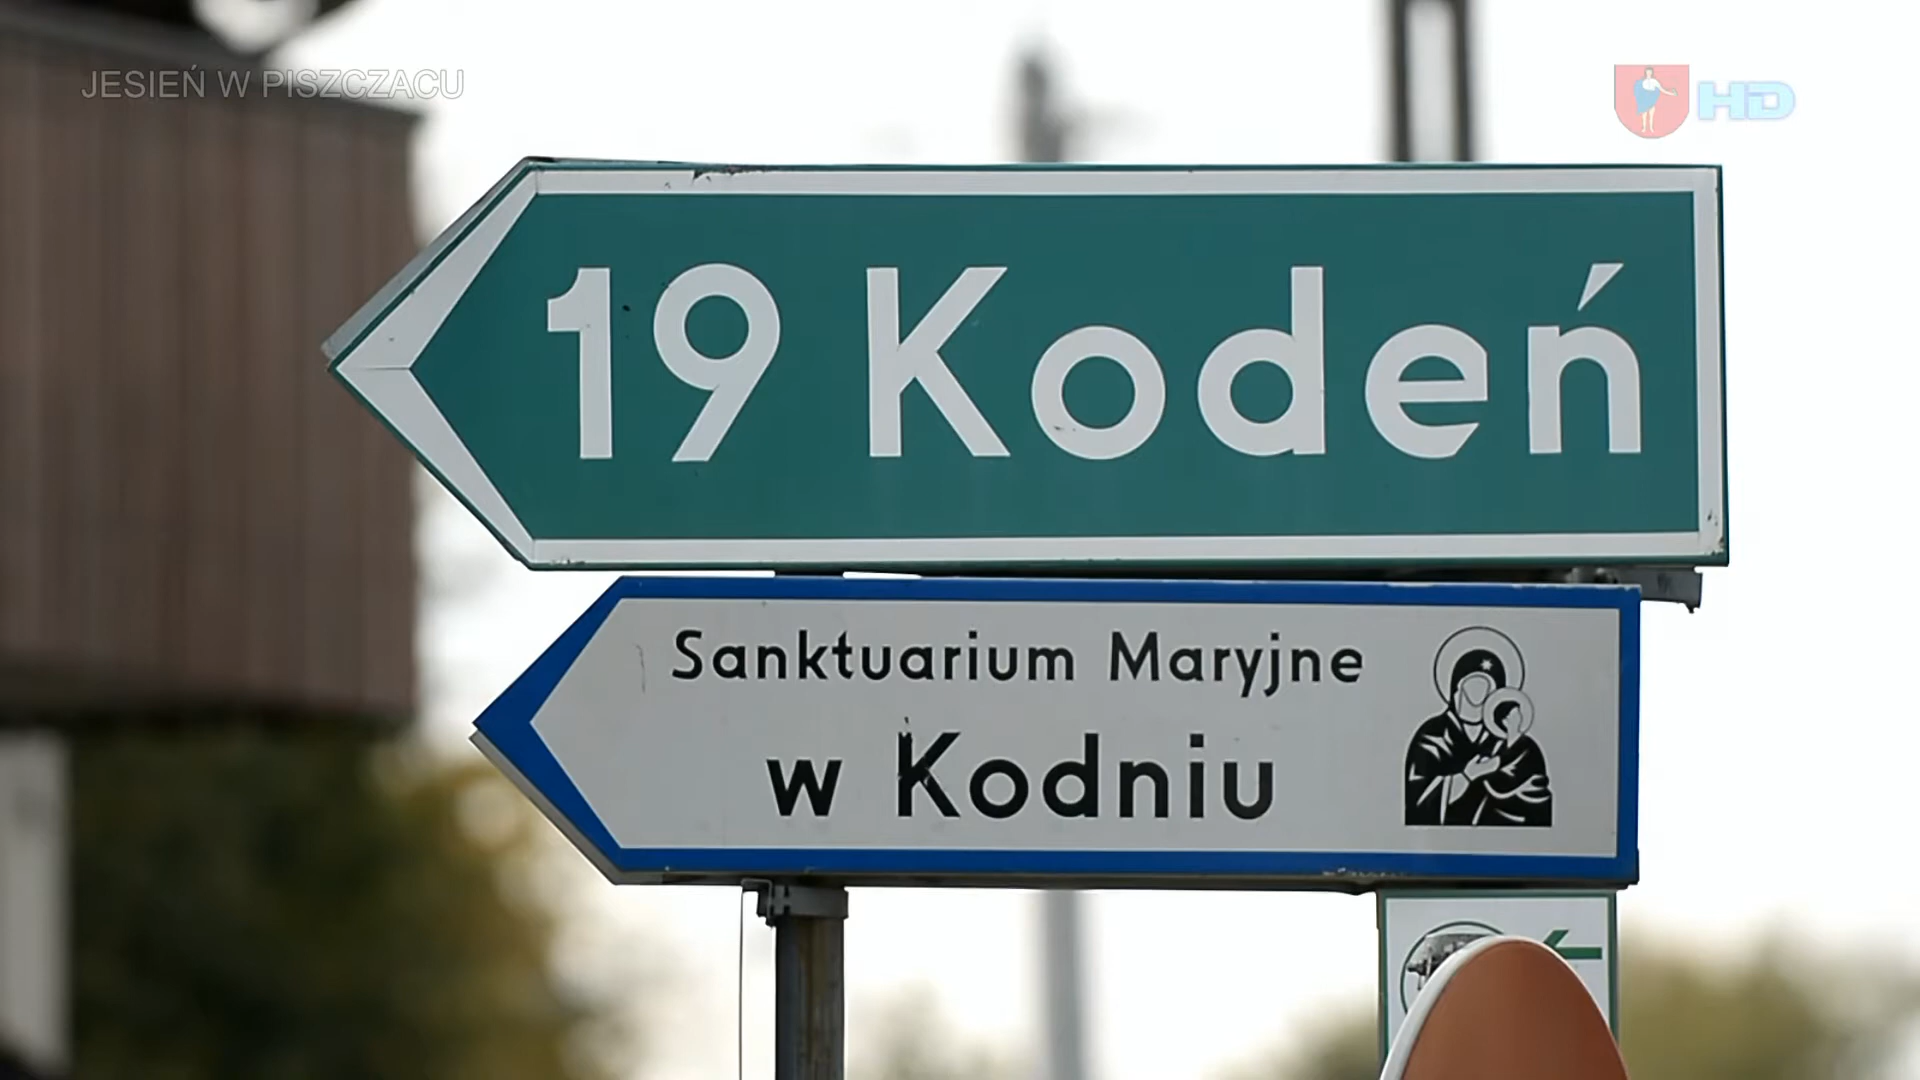 JESIEŃ W PISZCZACU
HD
19 Kodeń
Sanktuarium Maryjne
w Kodniu